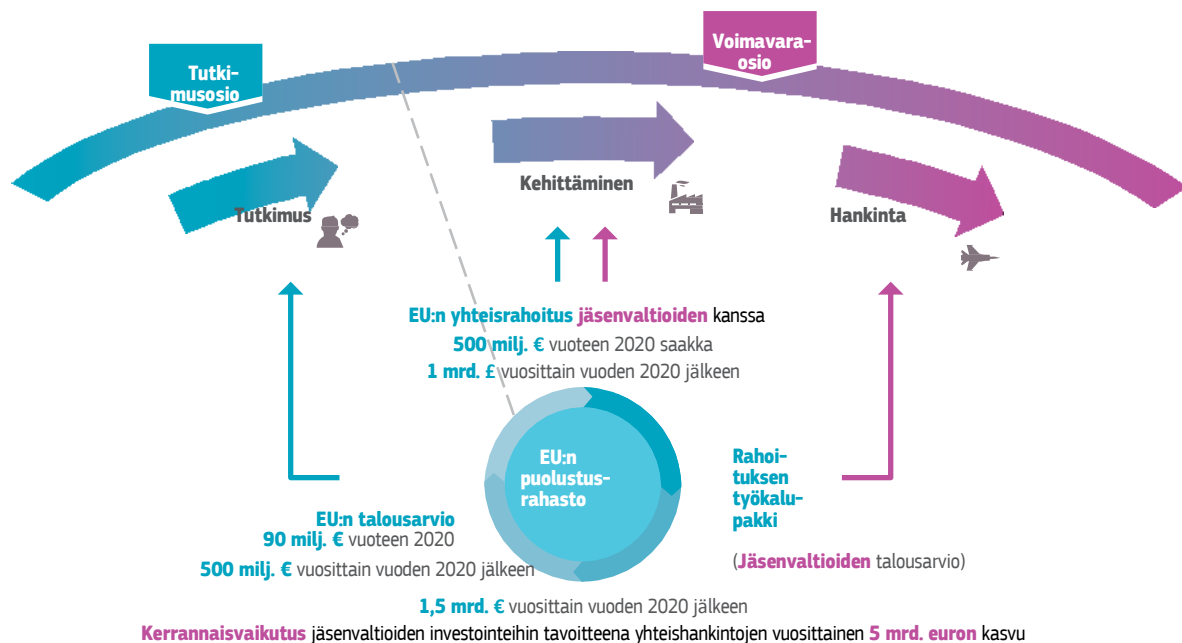 Tutki-
musosio
Voimavara-
osio
Tutkimus
Kehittäminen
Hankinta
EU:n yhteisrahoitus jäsenvaltioiden kanssa
500 milj. € vuoteen 2020 saakka
1 mrd. £ vuosittain vuoden 2020 jälkeen
EU:n
puolustus-
rahasto
Rahoi-
tuksen
työkalu-
pakki
(Jäsenvaltioiden talousarvio)
EU:n talousarvio
90 milj. € vuoteen 2020
500 milj. € vuosittain vuoden 2020 jälkeen
1,5 mrd. € vuosittain vuoden 2020 jälkeen
Kerrannaisvaikutus jäsenvaltioiden investointeihin tavoitteena yhteishankintojen vuosittainen 5 mrd. euron kasvu